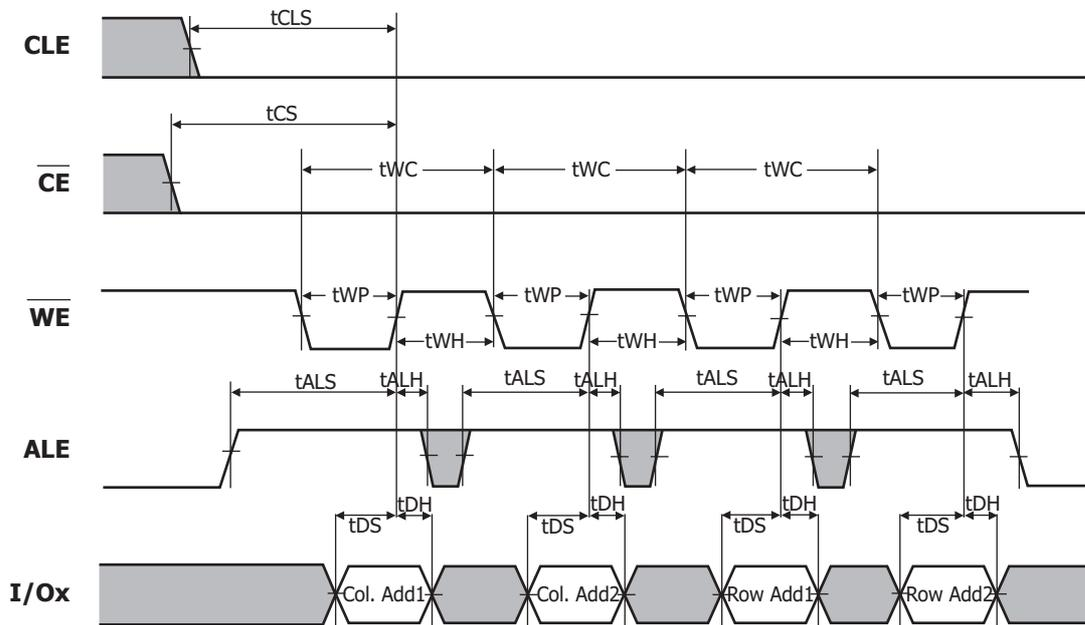 CLE
tCLS
tCS
CE
tWC tWC tWC
WE
tWP tWP tWP tWP
tWH tWH tWH
tALS tALH tALS tALH tALS tALH tALS tALH
ALE
tDS tDH tDS tDH tDS tDH tDS tDH
I/Ox
Col. Add1 Col. Add2 Row Add1 Row Add2